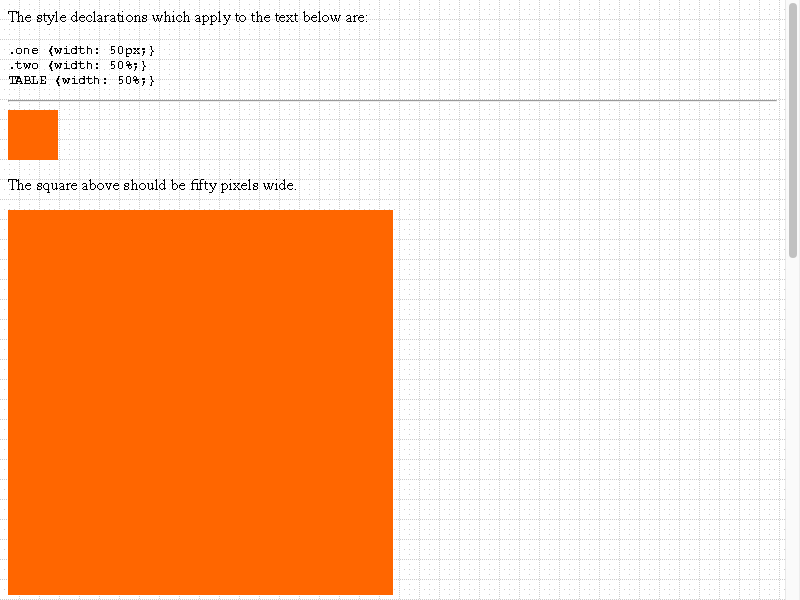 The style declarations which apply to the text below are:
.one {width: 50px;}
.two {width: 50%;}
TABLE {width: 50%;}
The square above should be fifty pixels wide.